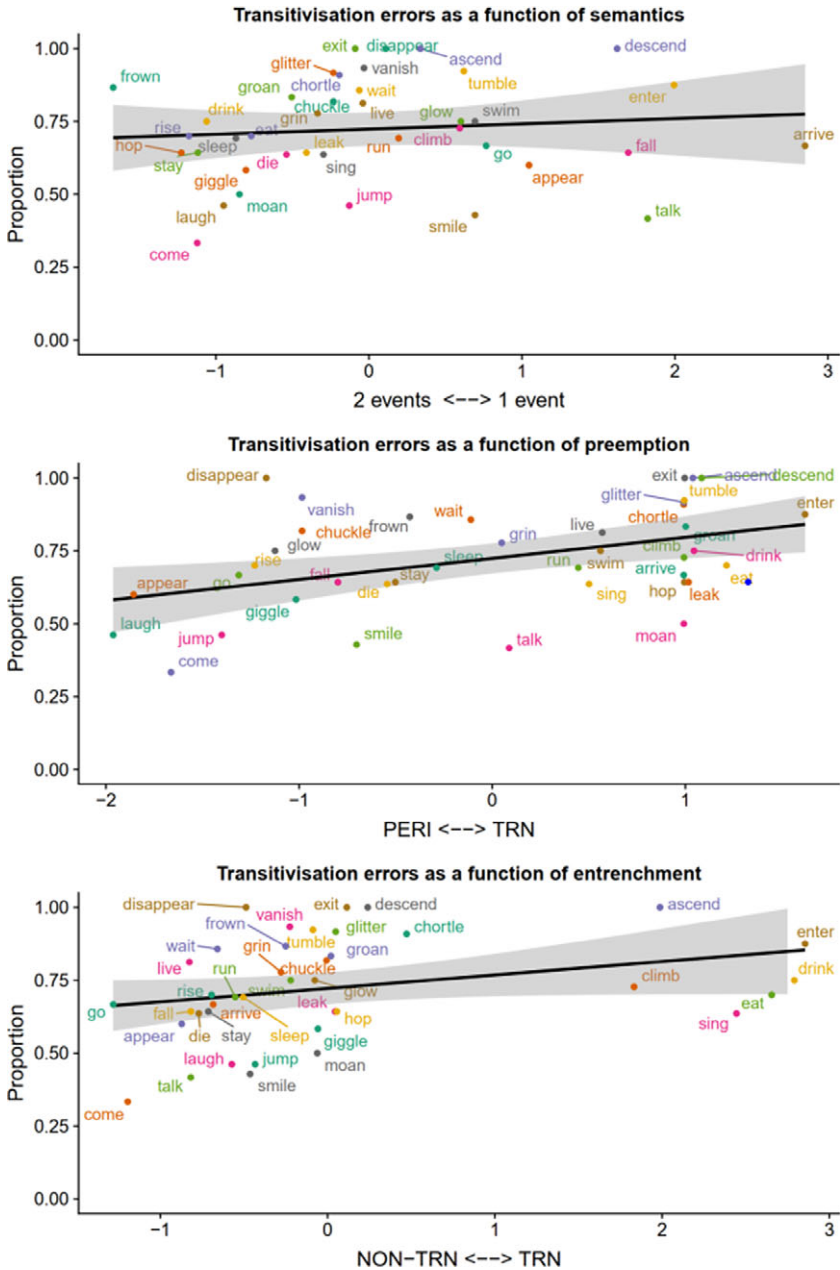 Transitivisation errors as a function of semantics
1.00
0.75
0.50
0.25
0.00
Proportion
exit disappear ascend descend
glitter vanish
frown chortle tumble
groan wait enter
chuckle
drink live
grin glow swim
rise eat arrive
hop sleep leak run climb fall
stay die sing go
giggle appear
moan jump
laugh smile talk
come
−1 0 1 2 3
2 events <−−> 1 event
Transitivisation errors as a function of preemption
1.00
0.75
0.50
0.25
0.00
Proportion
disappear exit ascend descend
vanish glitter tumble
frown wait enter
chuckle live chortle
glow grin groan
rise sleep climb drink
go run swim
appear fall stay arrive eat
die sing hop leak
giggle
laugh
jump smile talk moan
come
−2 −1 0 1
PERI <−−> TRN
Transitivisation errors as a function of entrenchment
1.00
0.75
0.50
0.25
0.00
Proportion
disappear exit descend ascend
vanish
frown glitter chortle
wait tumble enter
grin groan
live chuckle
run drink
rise swim glow climb
go leak eat
fall arrive hop sing
appear die stay sleep
giggle
laugh jump moan
talk smile
come
−1 0 1 2 3
NON−TRN <−−> TRN